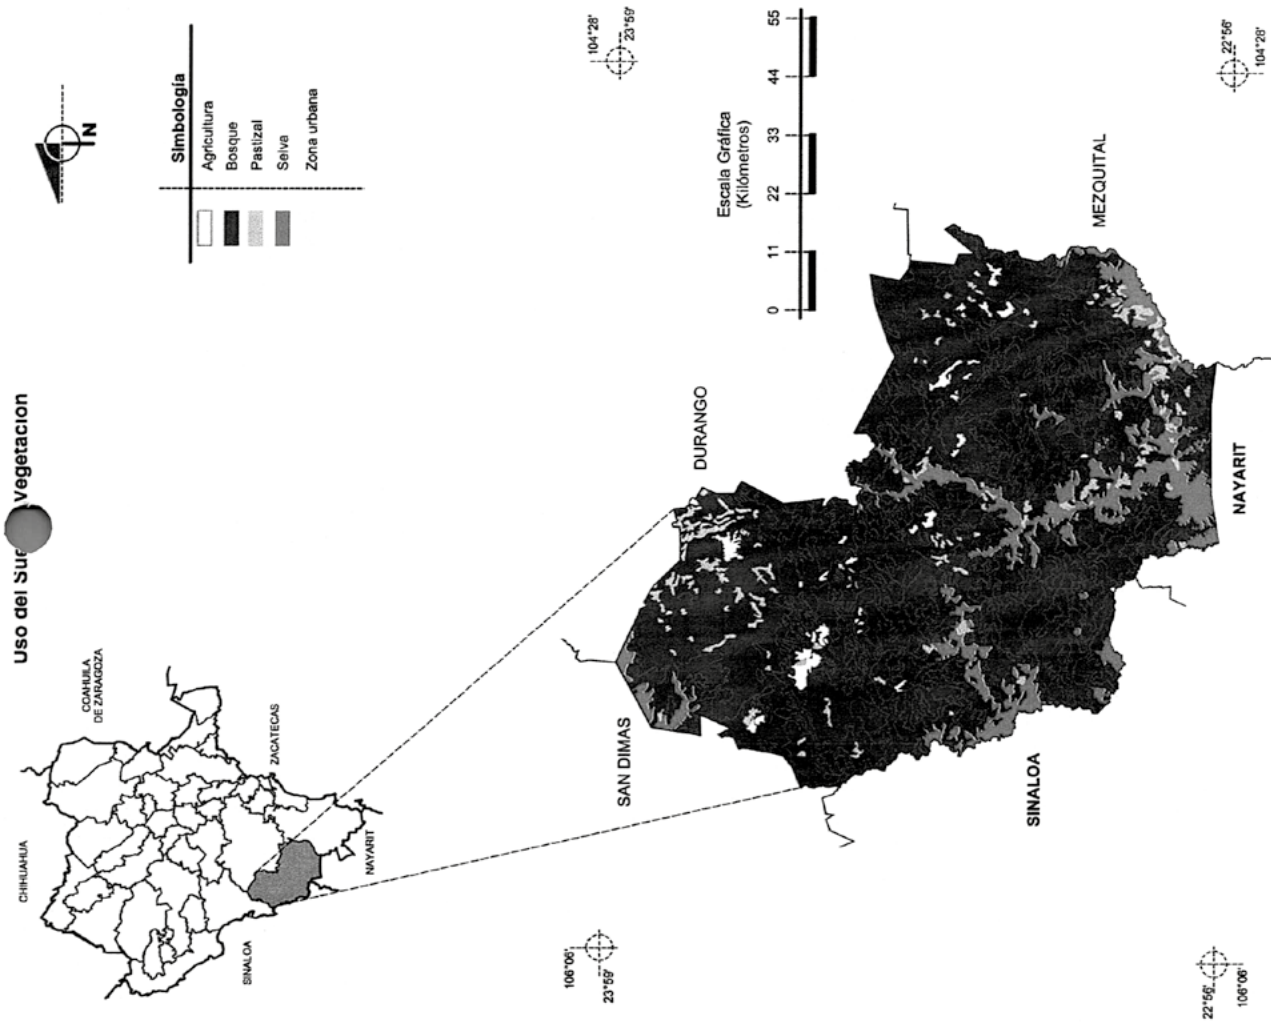 Uso del Sue Vegetación
CHIHUAHUA
COAHUILA
DE ZARAGOZA
SINALOA
ZACATECAS
NAYARIT
N
Simbología
Agricultura
Bosque
Pastizal
Selva
Zona urbana
106°06'
23°59'
104°28'
23°59'
SAN DIMAS
DURANGO
Escala Gráfica
(Kilómetros)
0
11
22
33
44
55
SINALOA
NAYARIT
MEZQUITAL
22°56'
106°06'
22°56'
104°28'